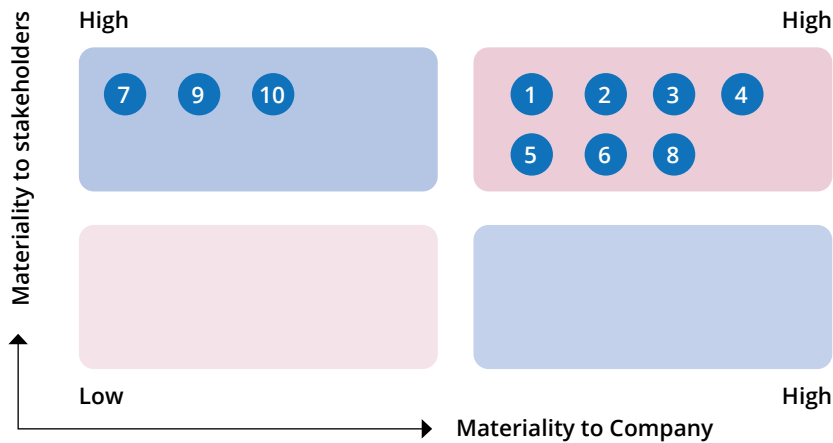 High
High
Materiality to stakeholders
7 9 10
1 2 3 4
5 6 8
Low
High
Materiality to Company